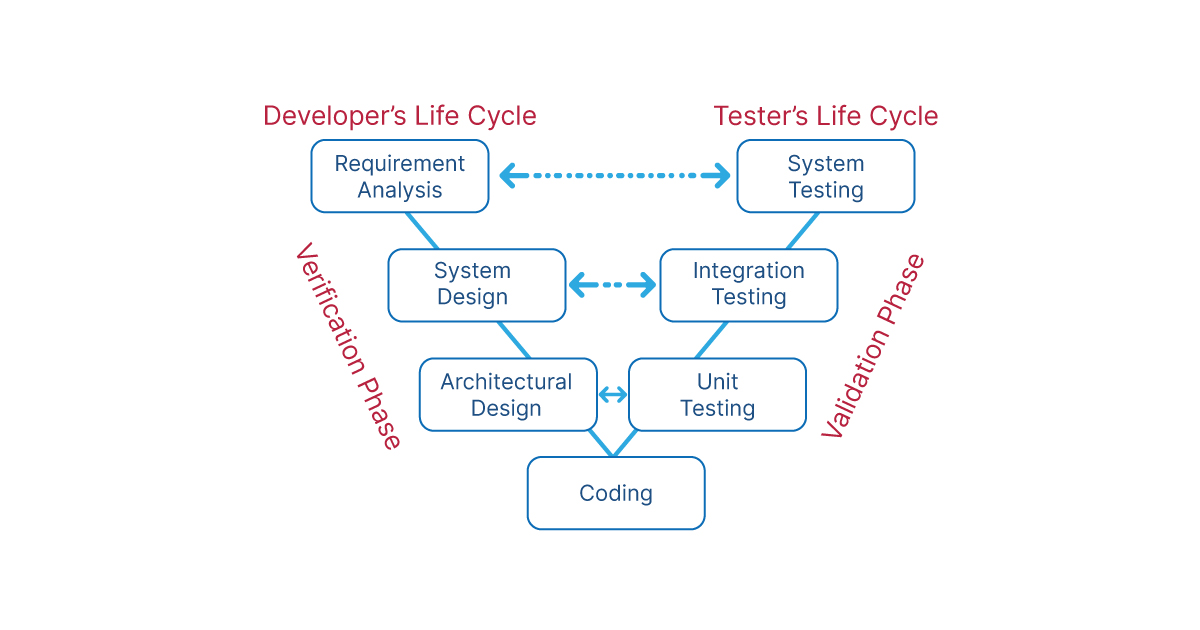 Developer’s Life Cycle
Tester’s Life Cycle
Requirement
Analysis
System
Testing
Verification Phase
System
Design
Integration
Testing
Validation Phase
Architectural
Design
Unit
Testing
Coding